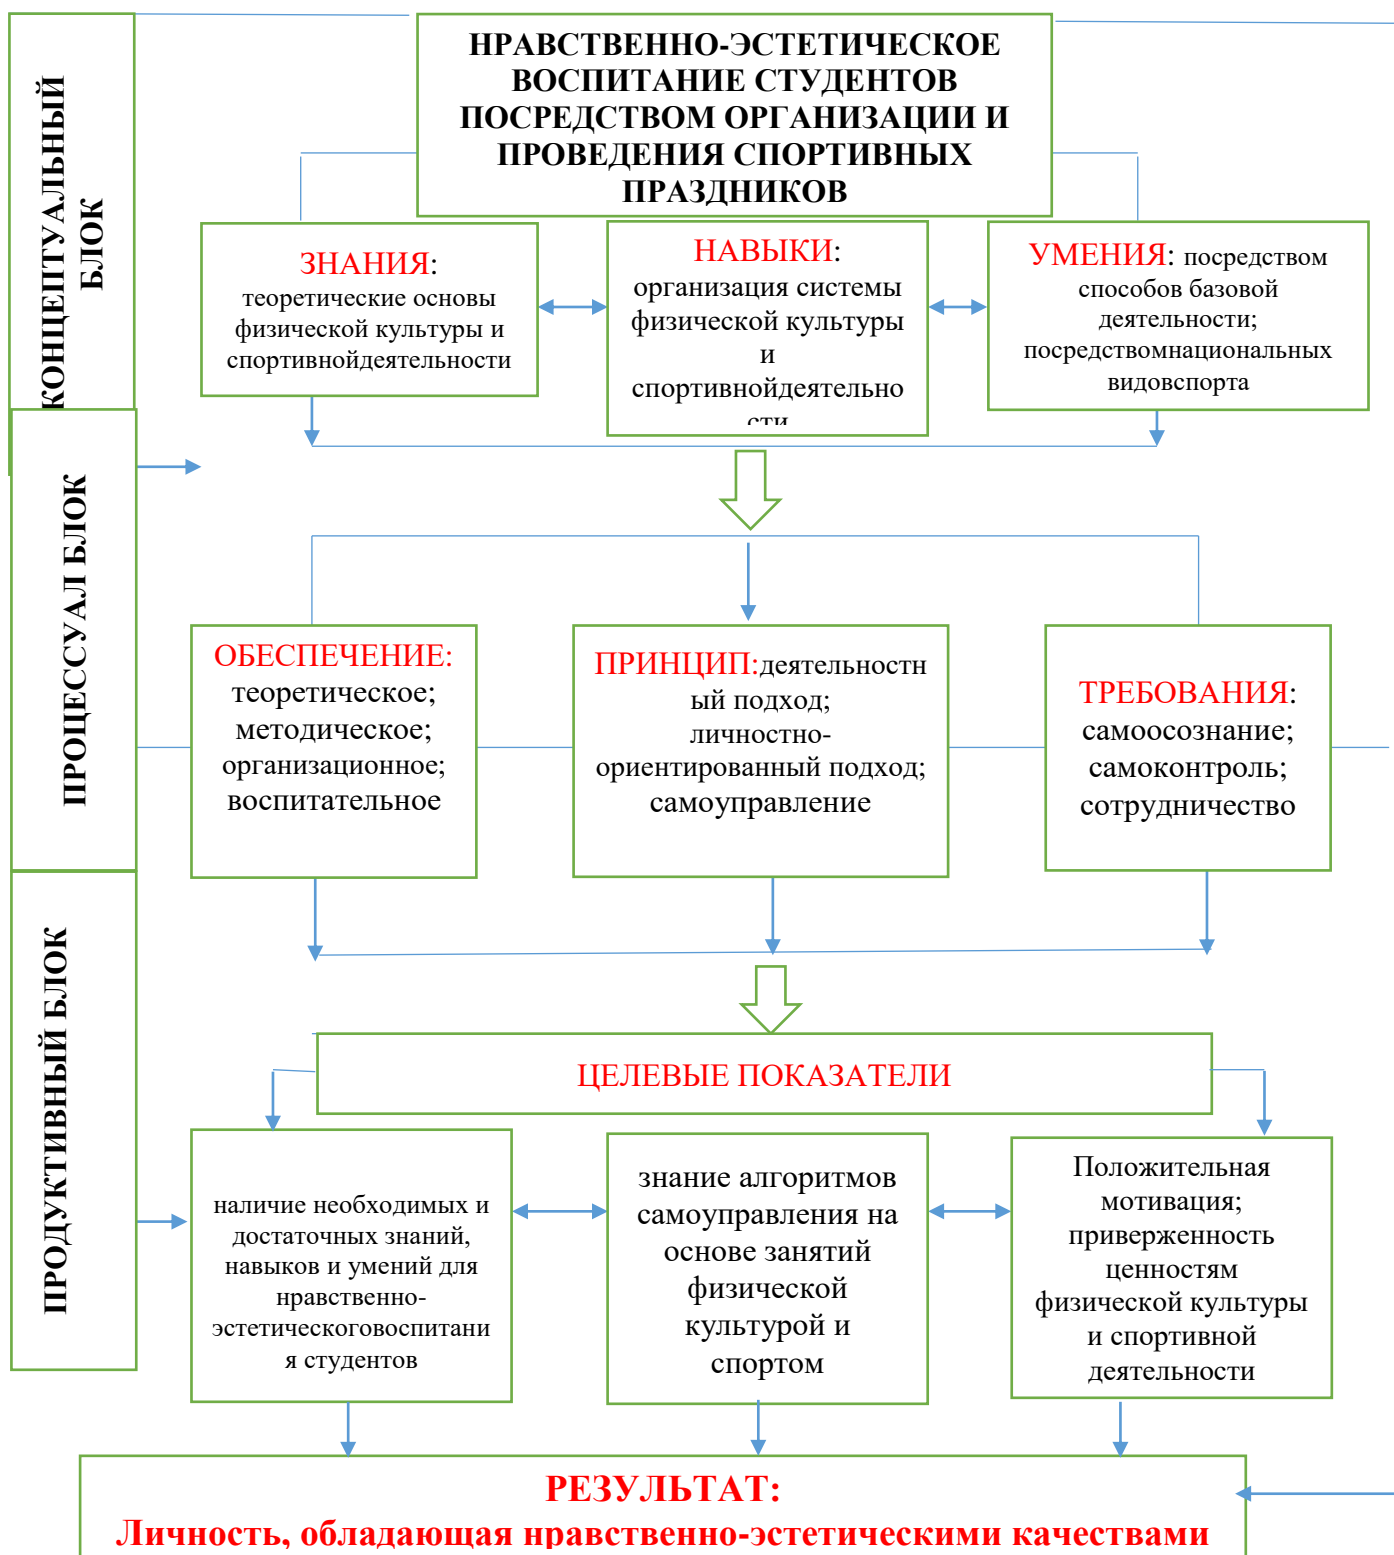 КОНЦЕПТУАЛЬНЫЙ
БЛОК
НРАВСТВЕННО-ЭСТЕТИЧЕСКОЕ
ВОСПИТАНИЕ СТУДЕНТОВ
ПОСРЕДСТВОМ ОРГАНИЗАЦИИ И
ПРОВЕДЕНИЯ СПОРТИВНЫХ
ПРАЗДНИКОВ
ЗНАНИЯ:
теоретические основы
физической культуры и
спортивнойдеятельности
НАВЫКИ:
организация системы
физической культуры
и
спортивнойдеятельно
сти
УМЕНИЯ: посредством
способов базовой
деятельности;
посредствомнациональных
видовспорта
ПРОЦЕССУАЛ БЛОК
ОБЕСПЕЧЕНИЕ:
теоретическое;
методическое;
организационное;
воспитательное
ПРИНЦИП:деятельностн
ый подход;
личностно-
ориентированный подход;
самоуправление
ТРЕБОВАНИЯ:
самоосознание;
самоконтроль;
сотрудничество
ПРОДУКТИВНЫЙ БЛОК
ЦЕЛЕВЫЕ ПОКАЗАТЕЛИ
наличие необходимых и
достаточных знаний,
навыков и умений для
нравственно-
эстетическоговоспитани
я студентов
знание алгоритмов
самоуправления на
основе занятий
физической
культурой и
спортом
Положительная
мотивация;
приверженность
ценностям
физической культуры
и спортивной
деятельности
РЕЗУЛЬТАТ:
Личность, обладающая нравственно-эстетическими качествами